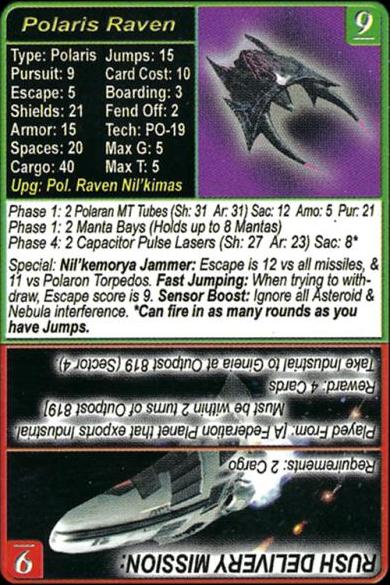 Polaris Raven
9
Type: Polaris Jumps: 15
Pursuit: 9 Card Cost: 10
Escape: 5 Boarding: 3
Shields: 21 Fend Off: 2
Armor: 15 Tech: PO-19
Spaces: 20 Max G: 5
Cargo: 40 Max T: 5
Upg: Pol. Raven Nil'kimas
Phase 1: 2 Polaran MT Tubes (Sh: 31 Ar: 31) Sac: 12 Amo: 5 Pur: 21
Phase 1: 2 Manta Bays (Holds up to 8 Mantas)
Phase 4: 2 Capacitor Pulse Lasers (Sh: 27 Ar: 23) Sac: 8*
Special: Nil'kemorya Jammer: Escape is 12 vs all missiles, &
11 vs Polaron Torpedos. Fast Jumping: When trying to with-
draw, Escape score is 9. Sensor Boost: Ignore all Asteroid &
Nebula interference. *Can fire in as many rounds as you
have Jumps.
RUSH DELIVERY MISSION:
6
Requirements: 2 Cargo
Played From: [A Federation Planet that exports Industrial
Must be within 2 turns of Outpost 819]
Reward: 4 Cards
Take Industrial to Gineia at Outpost 819 (Sector 4)